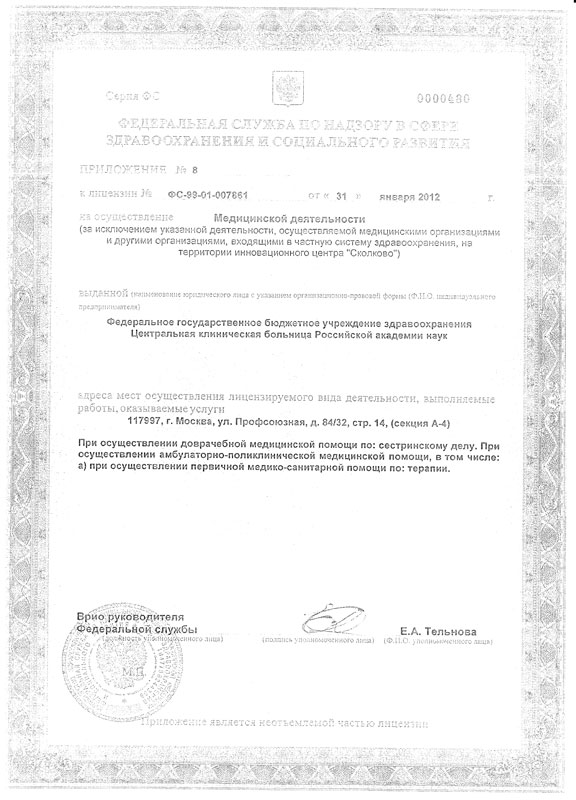 Серия ФС 0000480
ФЕДЕРАЛЬНАЯ СЛУЖБА ПО НАДЗОРУ В СФЕРЕ
ЗДРАВООХРАНЕНИЯ И СОЦИАЛЬНОГО РАЗВИТИЯ
ПРИЛОЖЕНИЕ № 8
к лицензии № ФС-99-01-007861 от « 31 » января 2012 г.
на осуществление Медицинской деятельности
(за исключением указанной деятельности, осуществляемой медицинскими организациями
и другими организациями, входящими в частную систему здравоохранения, на
территории инновационного центра "Сколково")
выданной (наименование юридического лица с указанием организационно-правовой формы (Ф.И.О. индивидуального
предпринимателя)
Федеральное государственное бюджетное учреждение здравоохранения
Центральная клиническая больница Российской академии наук
адреса мест осуществления лицензируемого вида деятельности, выполняемые
работы, оказываемые услуги
117997, г. Москва, ул. Профсоюзная, д. 84/32, стр. 14, (секция А-4)
При осуществлении доврачебной медицинской помощи по: сестринскому делу. При
осуществлении амбулаторно-поликлинической медицинской помощи, в том числе:
а) при осуществлении первичной медико-санитарной помощи по: терапии.
Врио руководителя
Федеральной службы Е.А. Тельнова
(должность уполномоченного лица) (подпись уполномоченного лица) (Ф.И.О. уполномоченного лица)
М.П.
Приложение является неотъемлемой частью лицензии